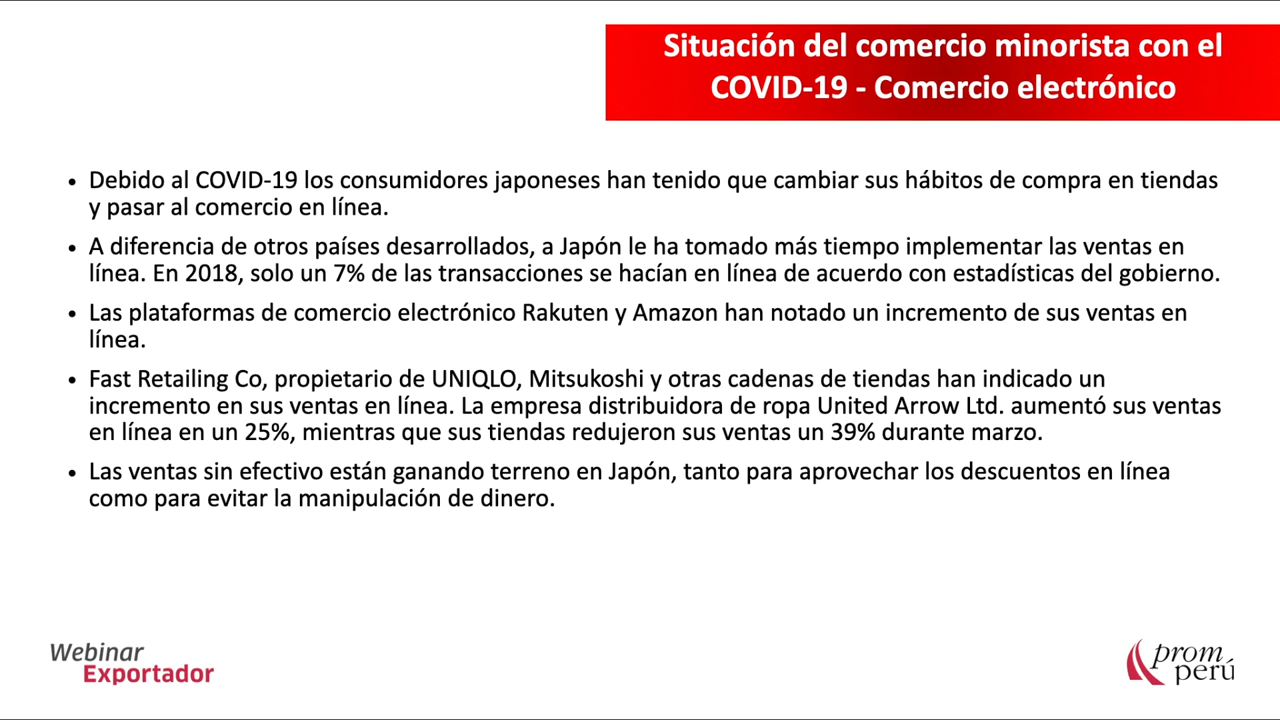 Situación del comercio minorista con el
COVID-19 - Comercio electrónico
• Debido al COVID-19 los consumidores japoneses han tenido que cambiar sus hábitos de compra en tiendas
y pasar al comercio en línea.
• A diferencia de otros países desarrollados, a Japón le ha tomado más tiempo implementar las ventas en
línea. En 2018, solo un 7% de las transacciones se hacían en línea de acuerdo con estadísticas del gobierno.
• Las plataformas de comercio electrónico Rakuten y Amazon han notado un incremento de sus ventas en
línea.
• Fast Retailing Co, propietario de UNIQLO, Mitsukoshi y otras cadenas de tiendas han indicado un
incremento en sus ventas en línea. La empresa distribuidora de ropa United Arrow Ltd. aumentó sus ventas
en línea en un 25%, mientras que sus tiendas redujeron sus ventas un 39% durante marzo.
• Las ventas sin efectivo están ganando terreno en Japón, tanto para aprovechar los descuentos en línea
como para evitar la manipulación de dinero.
Webinar
Exportador
prom
perú